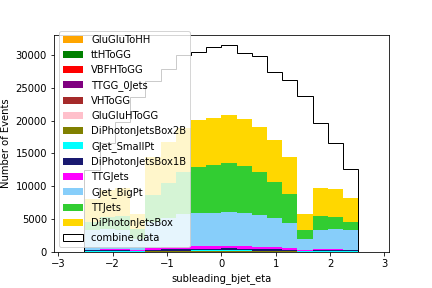 GluGluToHH
ttHToGG
VBFHToGG
TTGG_0Jets
VHToGG
GluGluHToGG
DiPhotonJetsBox2B
GJet_SmallPt
DiPhotonJetsBox1B
TTGJets
GJet_BigPt
TTJets
DiPhotonJetsBox
combine data
30000
25000
20000
15000
10000
5000
0
Number of Events
−3
−2
−1
0
1
2
3
subleading_bjet_eta